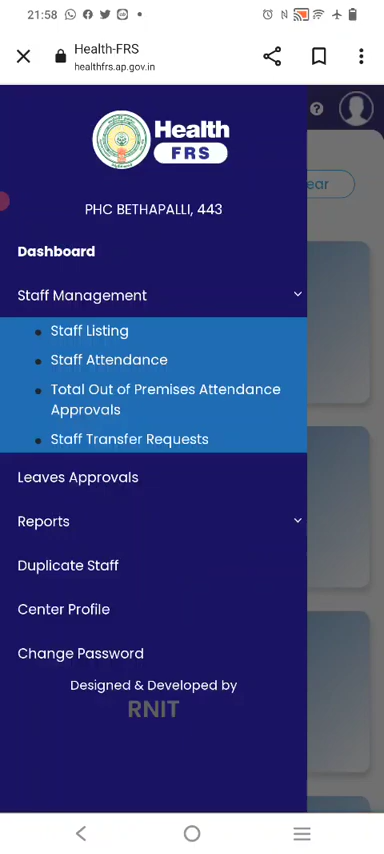 21:58
Health-FRS
healthfrs.ap.gov.in
Health
FRS
ear
PHC BETHAPALLI, 443
Dashboard
Staff Management
Staff Listing
Staff Attendance
Total Out of Premises Attendance
Approvals
Staff Transfer Requests
Leaves Approvals
Reports
Duplicate Staff
Center Profile
Change Password
Designed & Developed by
RNIT